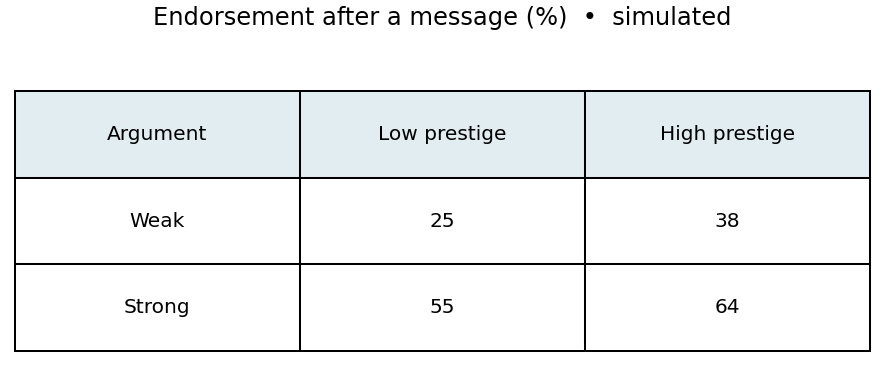 Endorsement after a message (%) • simulated
Argument Low prestige High prestige
Weak 25 38
Strong 55 64